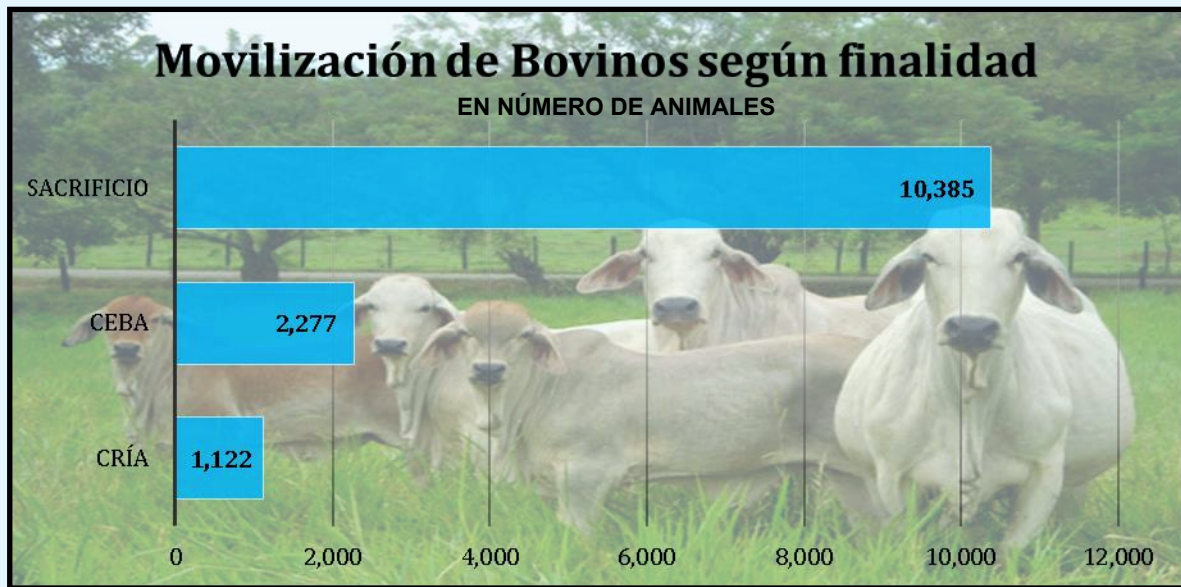 Movilización de Bovinos según finalidad
EN NÚMERO DE ANIMALES
SACRIFICIO
10,385
CEBA
2,277
CRÍA
1,122
0 2,000 4,000 6,000 8,000 10,000 12,000